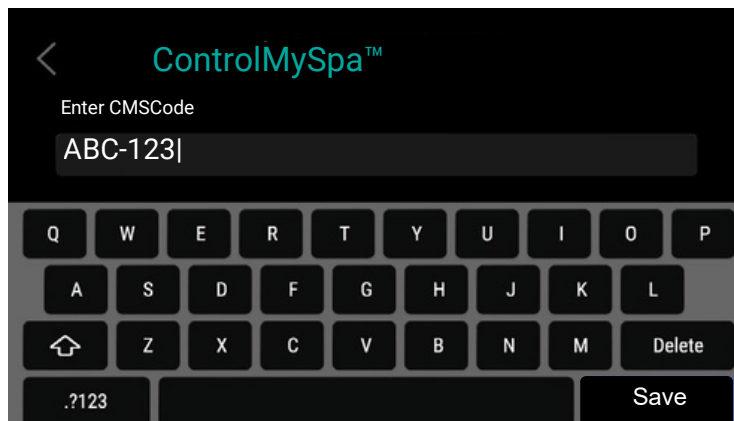 ControlMySpa™
Enter CMSCode
ABC-123
Q W E R T Y U I O P
A S D F G H J K L
Z X C V B N M Delete
.?123 Save